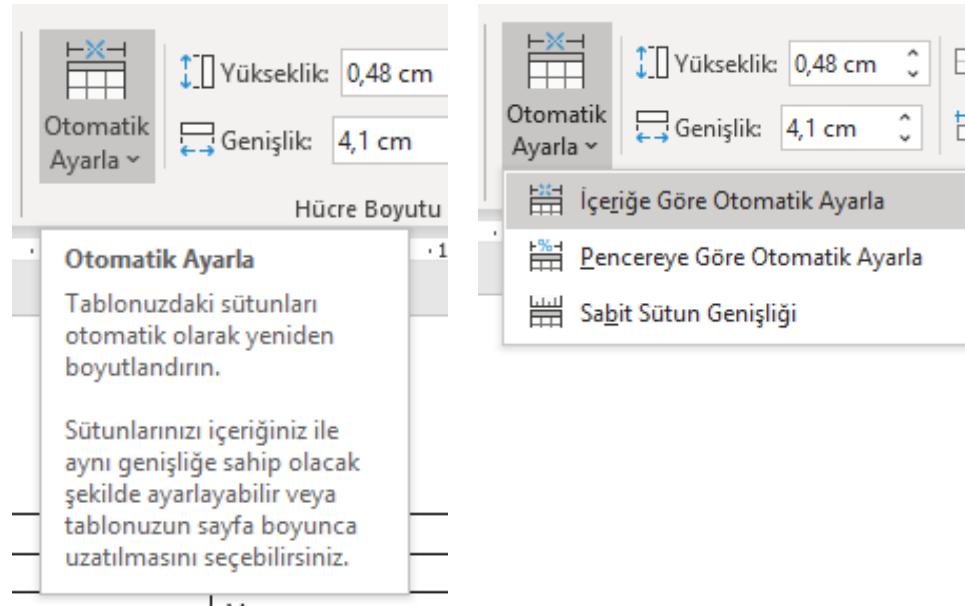 Otomatik
Ayarla
Yükseklik: 0,48 cm
Genişlik: 4,1 cm
Hücre Boyutu
1
Otomatik Ayarla
Tablonuzdaki sütunları
otomatik olarak yeniden
boyutlandırın.
Sütunlarınızı içeriğiniz ile
aynı genişliğe sahip olacak
şekilde ayarlayabilir veya
tablonuzun sayfa boyunca
uzatılmasını seçebilirsiniz.
Otomatik
Ayarla
Yükseklik: 0,48 cm
Genişlik: 4,1 cm
İçeriğe Göre Otomatik Ayarla
Pencereye Göre Otomatik Ayarla
Sabit Sütun Genişliği